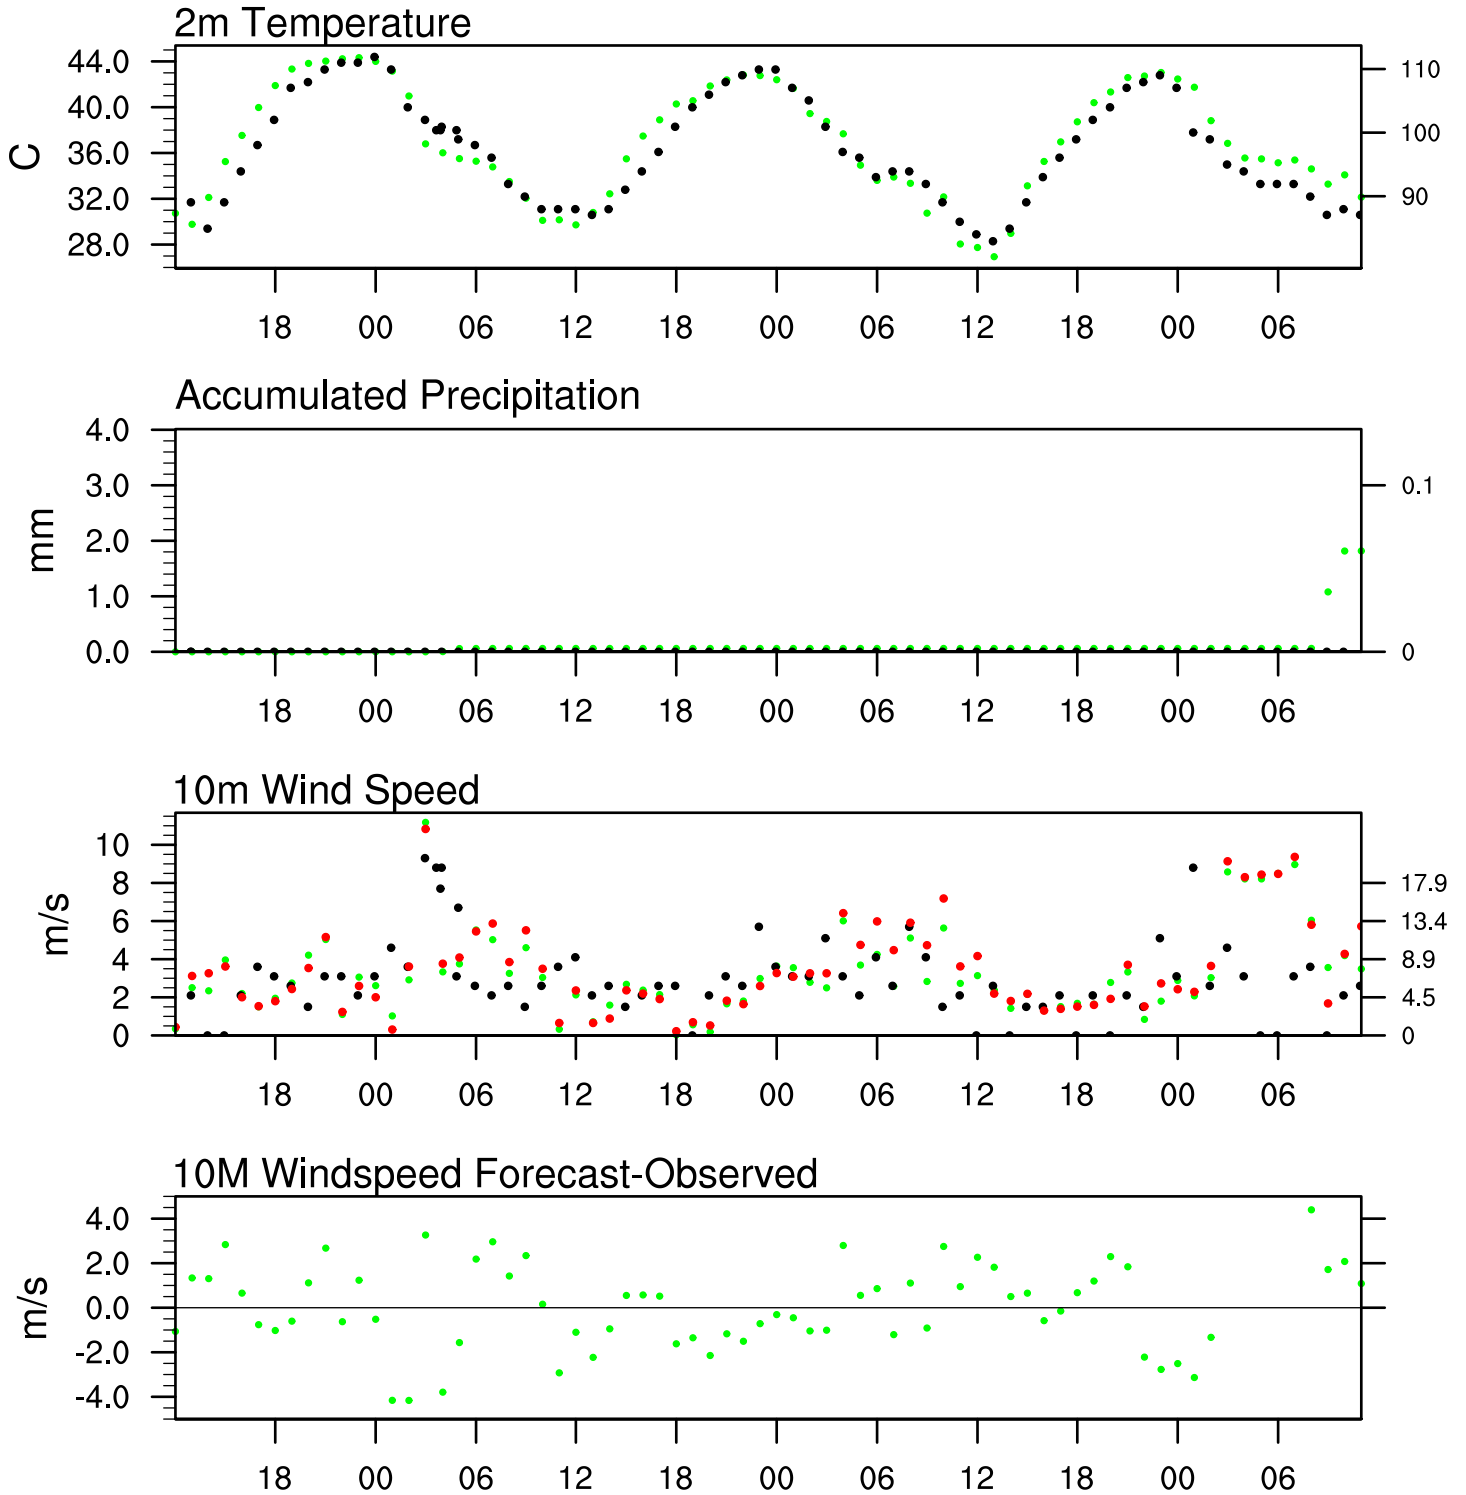 2m Temperature
44.0
40.0
36.0
32.0
28.0
C
110
100
90
18 00 06 12 18 00 06 12 18 00 06
Accumulated Precipitation
4.0
3.0
2.0
1.0
0.0
mm
0.1
0
18 00 06 12 18 00 06 12 18 00 06
10m Wind Speed
10
8
6
4
2
0
m/s
17.9
13.4
8.9
4.5
0
18 00 06 12 18 00 06 12 18 00 06
10M Windspeed Forecast-Observed
4.0
2.0
0.0
-2.0
-4.0
m/s
18 00 06 12 18 00 06 12 18 00 06